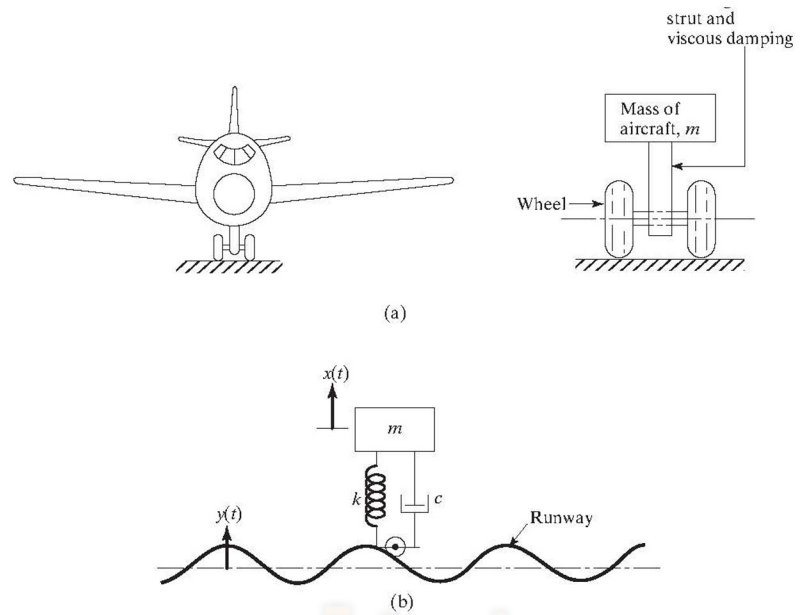 strut and
viscous damping
Mass of
aircraft, m
Wheel
(a)
x(t)
m
k
c
y(t)
Runway
(b)